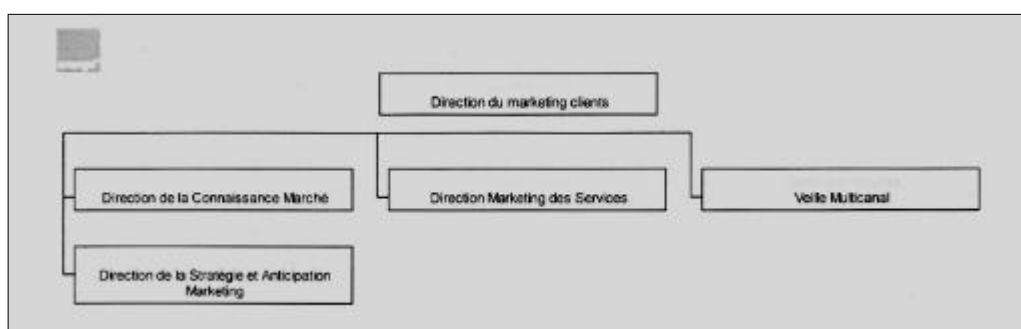 Direction du marketing clients
Direction de la Connaissance Marché
Direction Marketing des Services
Veille Multicanal
Direction de la Stratégie et Anticipation
Marketing